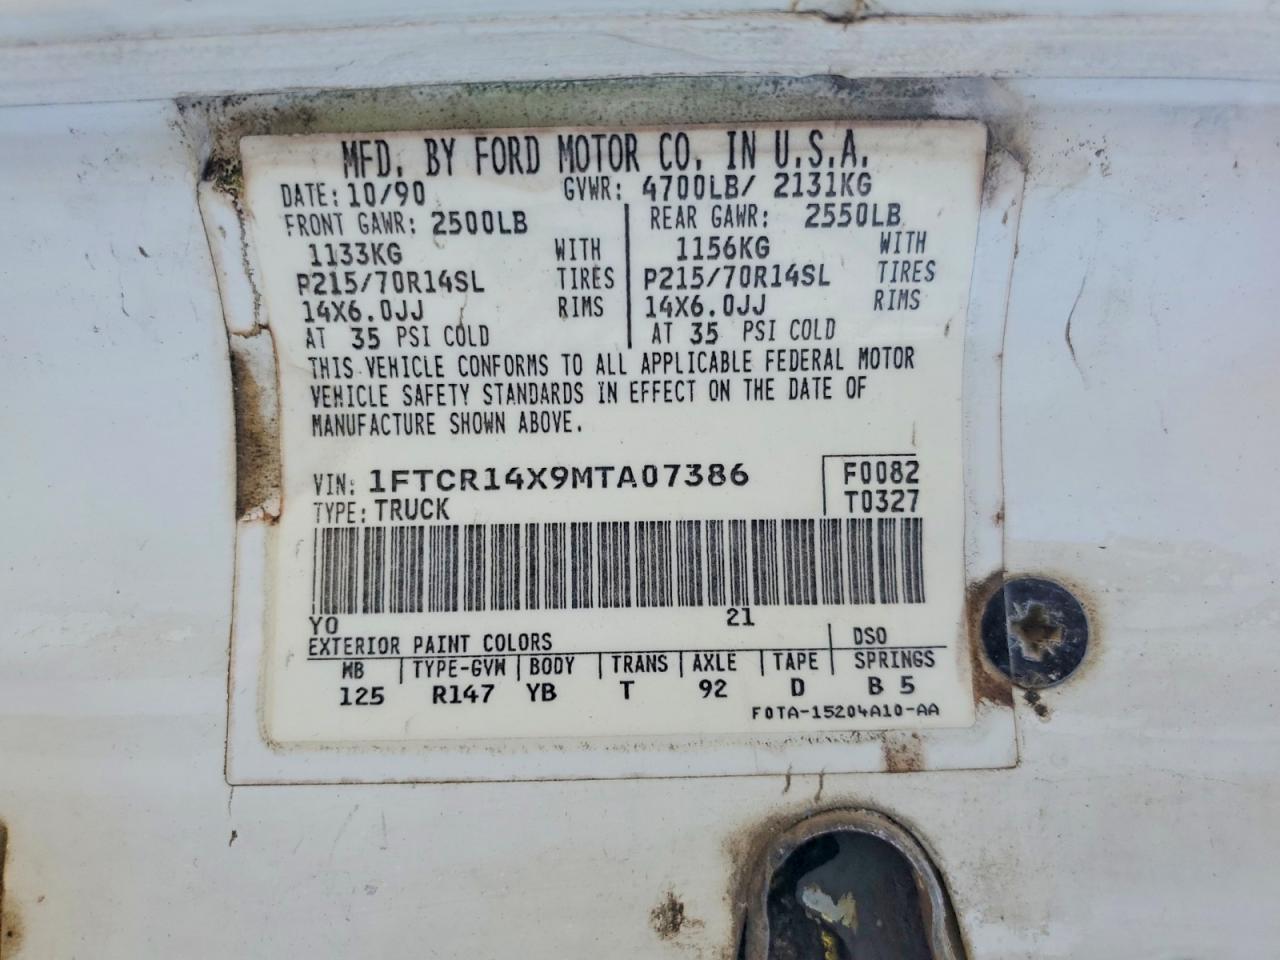 MFD. BY FORD MOTOR CO. IN U.S.A.
DATE: 10/90 GVWR: 4700LB/ 2131KG
FRONT GAWR: 2500LB REAR GAWR: 2550LB
1133KG WITH 1156KG WITH
P215/70R14SL TIRES P215/70R14SL TIRES
14X6.0JJ RIMS 14X6.0JJ RIMS
AT 35 PSI COLD AT 35 PSI COLD
THIS VEHICLE CONFORMS TO ALL APPLICABLE FEDERAL MOTOR
VEHICLE SAFETY STANDARDS IN EFFECT ON THE DATE OF
MANUFACTURE SHOWN ABOVE.
VIN: 1FTCR14X9MTA07386 F0082
TYPE: TRUCK T0327
YO 21
EXTERIOR PAINT COLORS DSO
WB TYPE-GVW BODY TRANS AXLE TAPE SPRINGS
125 R147 YB T 92 D B 5
F0TA-15204A10-AA